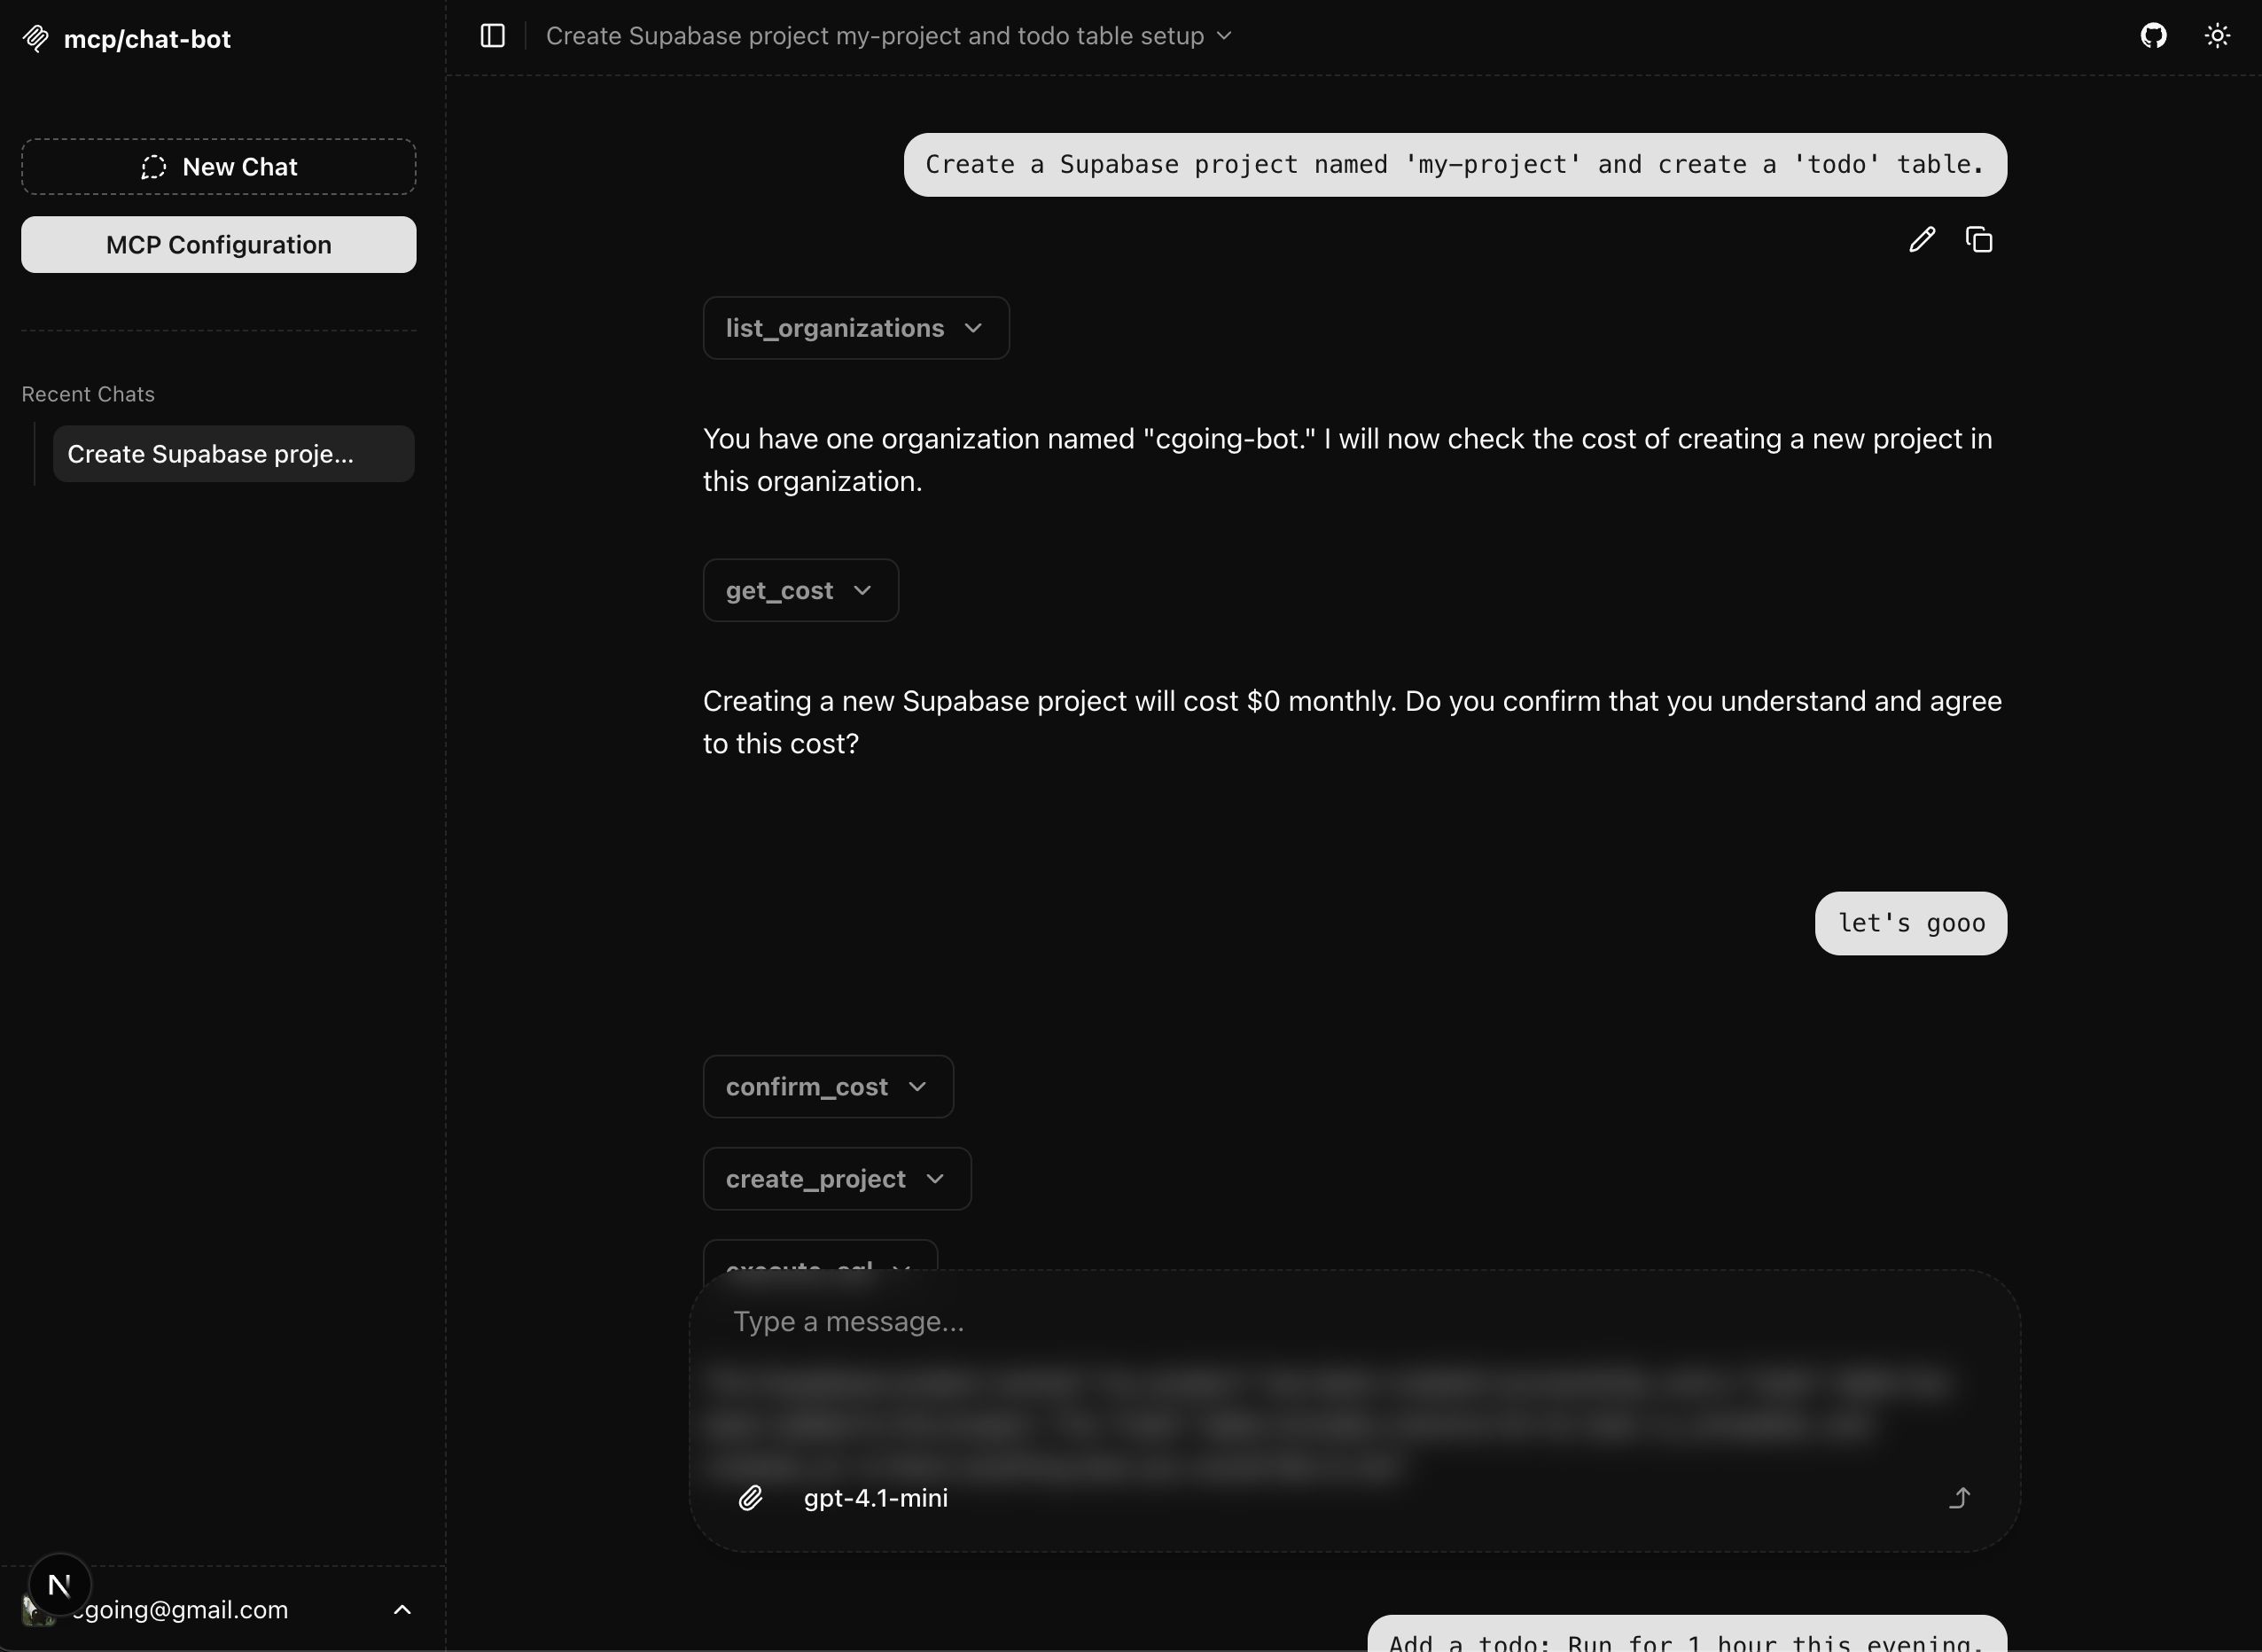 mcp/chat-bot
Create Supabase project my-project and todo table setup
New Chat
MCP Configuration
Recent Chats
Create Supabase proje...
Create a Supabase project named 'my-project' and create a 'todo' table.
list_organizations
You have one organization named "cgoing-bot." I will now check the cost of creating a new project in
this organization.
get_cost
Creating a new Supabase project will cost $0 monthly. Do you confirm that you understand and agree
to this cost?
let's gooo
confirm_cost
create_project
execute_sql
Type a message...
gpt-4.1-mini
N
cgoing@gmail.com
Add a todo: Run for 1 hour this evening.